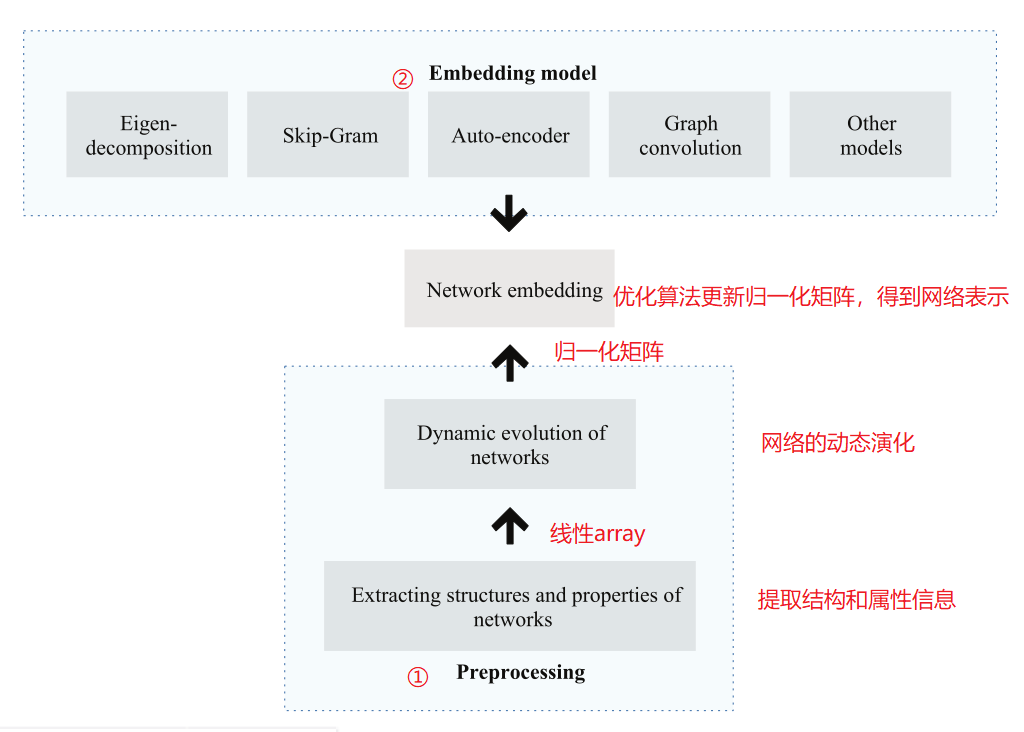 ② Embedding model
Eigen-
decomposition
Skip-Gram
Auto-encoder
Graph
convolution
Other
models
Network embedding
优化算法更新归一化矩阵，得到网络表示
归一化矩阵
Dynamic evolution of
networks
网络的动态演化
线性array
Extracting structures and properties of
networks
提取结构和属性信息
① Preprocessing